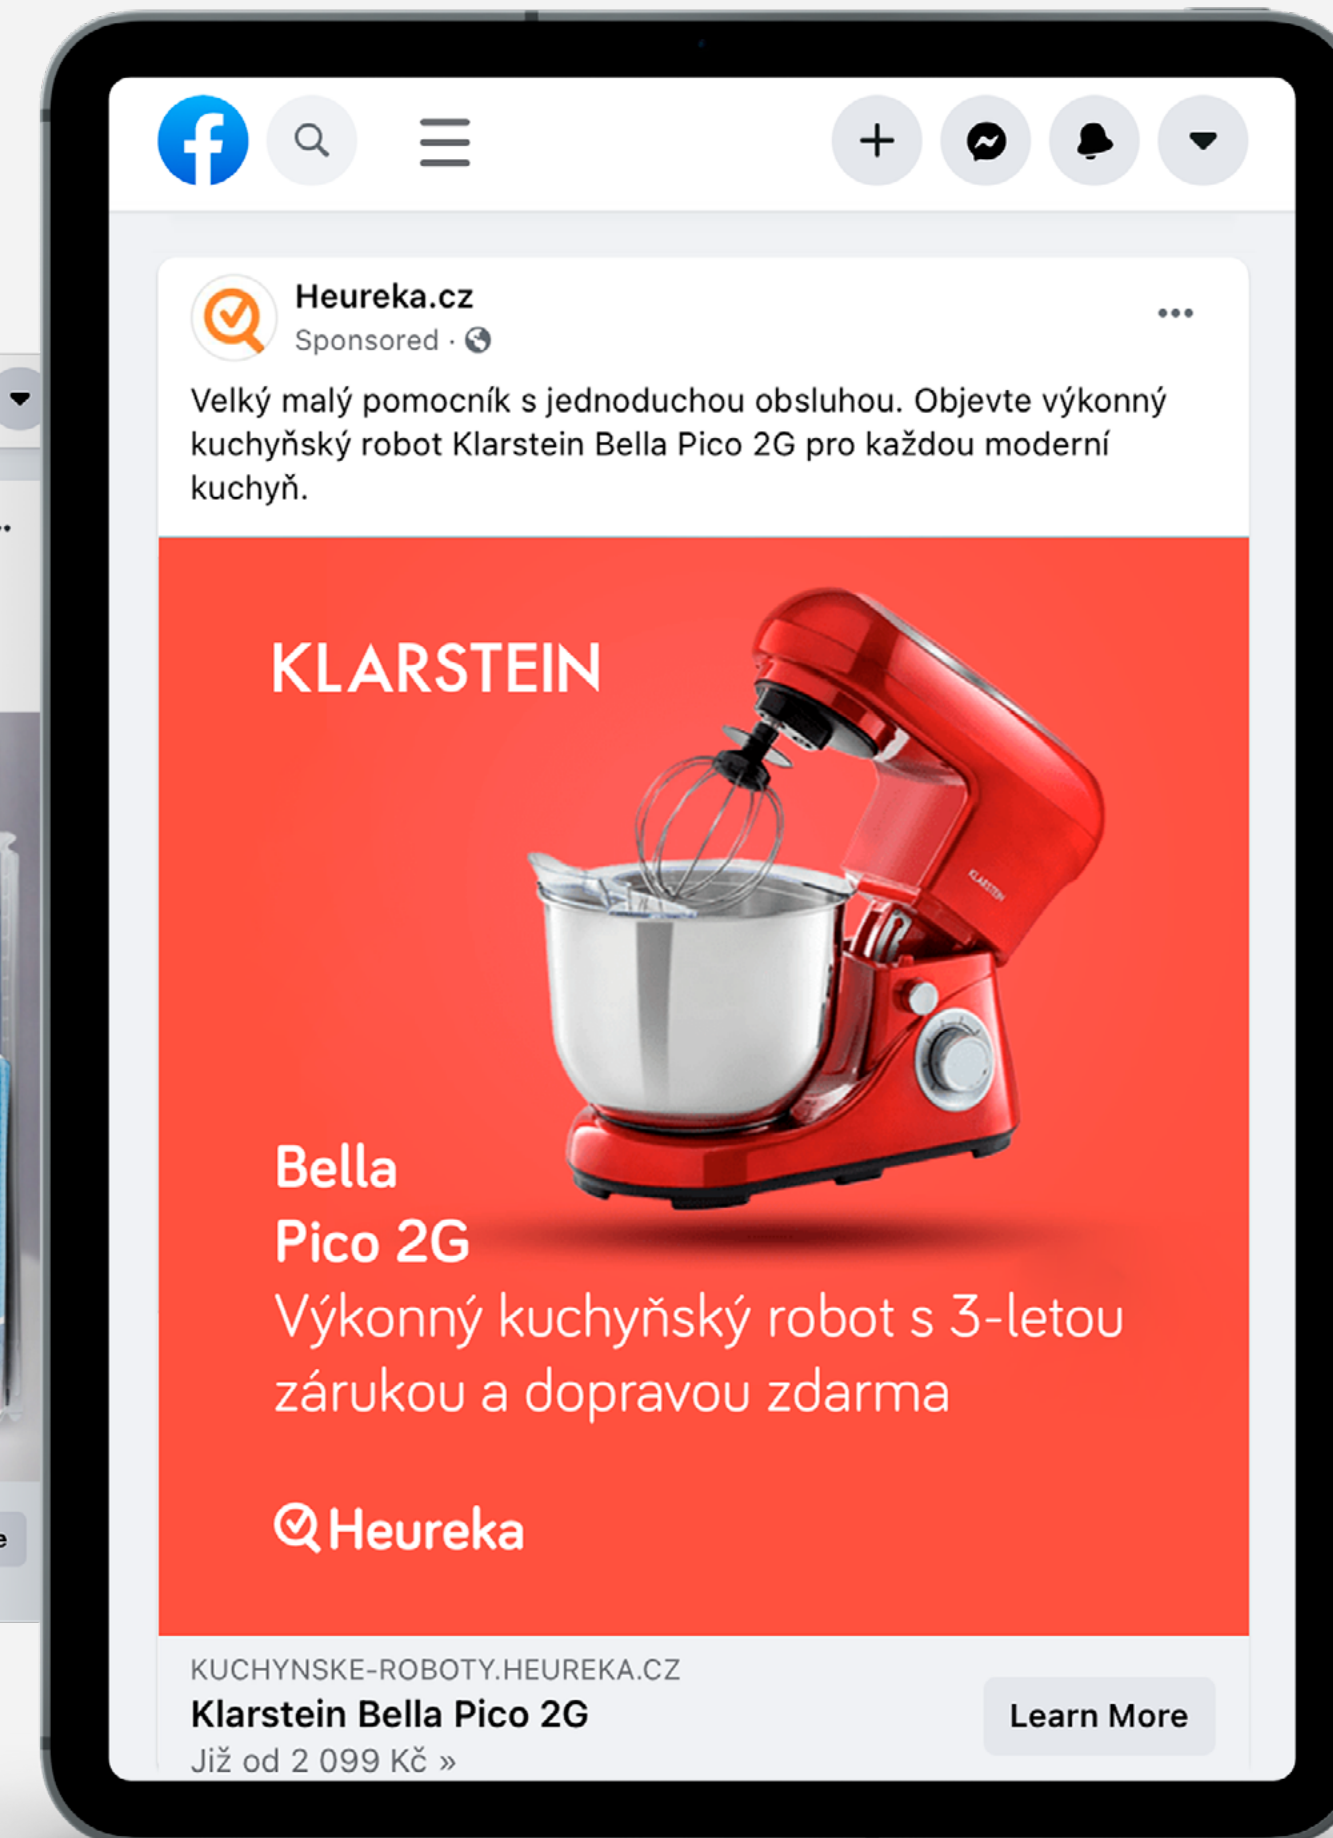 Heureka.cz
Sponsored ·
Velký malý pomocník s jednoduchou obsluhou. Objevte výkonný
kuchyňský robot Klarstein Bella Pico 2G pro každou moderní
kuchyň.
KLARSTEIN
KLARSTEIN
Bella
Pico 2G
Výkonný kuchyňský robot s 3-letou
zárukou a dopravou zdarma
Heureka
KUCHYNSKE-ROBOTY.HEUREKA.CZ
Klarstein Bella Pico 2G
Learn More
Již od 2 099 Kč »